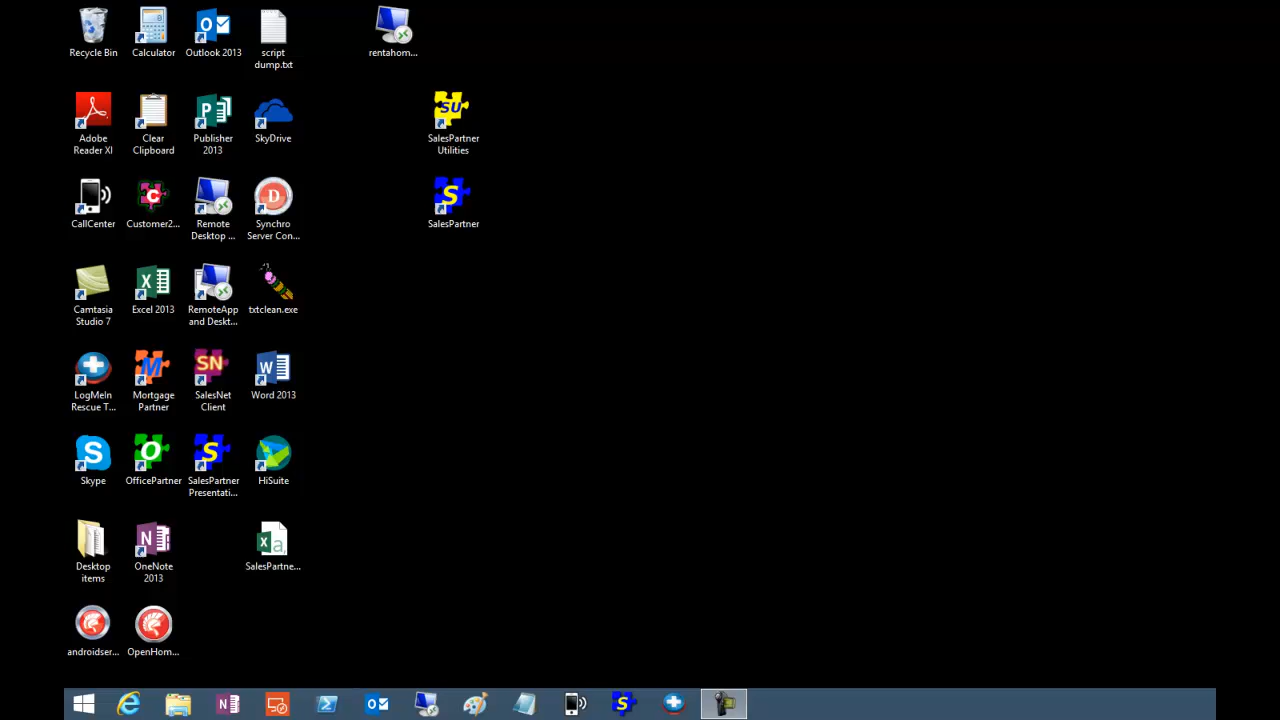 Recycle Bin
Calculator
Outlook 2013
script
dump.txt
rentahom...
Adobe
Reader XI
Clear
Clipboard
Publisher
2013
SkyDrive
SU
SalesPartner
Utilities
CallCenter
C
Customer2...
Remote
Desktop ...
D
Synchro
Server Con...
S
SalesPartner
Camtasia
Studio 7
Excel 2013
RemoteApp
and Deskt...
txtclean.exe
LogMeIn
Rescue T...
M
Mortgage
Partner
SN
SalesNet
Client
Word 2013
S
Skype
O
OfficePartner
S
SalesPartner
Presentati...
HiSuite
Desktop
items
N
OneNote
2013
X a,
SalesPartne...
androidser...
OpenHom...